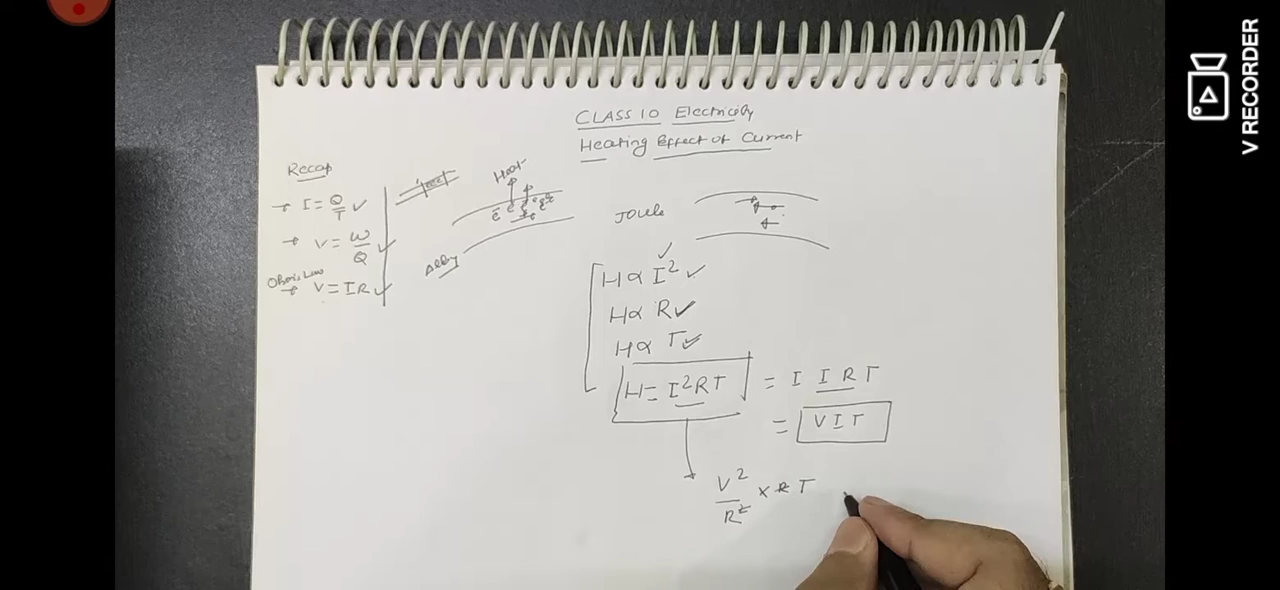 CLASS 10 Electricity
Heating Effect of Current
Recap
→ I = Q/T ✓
→ V = W/Q ✓
Ohm's Law
→ V = IR ✓
Heat
e⁻ e⁻ e⁻ e⁻ e⁻
Alloy
Joule
H ∝ I² ✓
H ∝ R ✓
H ∝ T ✓
H = I²RT = I I R T
= VIT
V²/R² × R T
V RECORDER